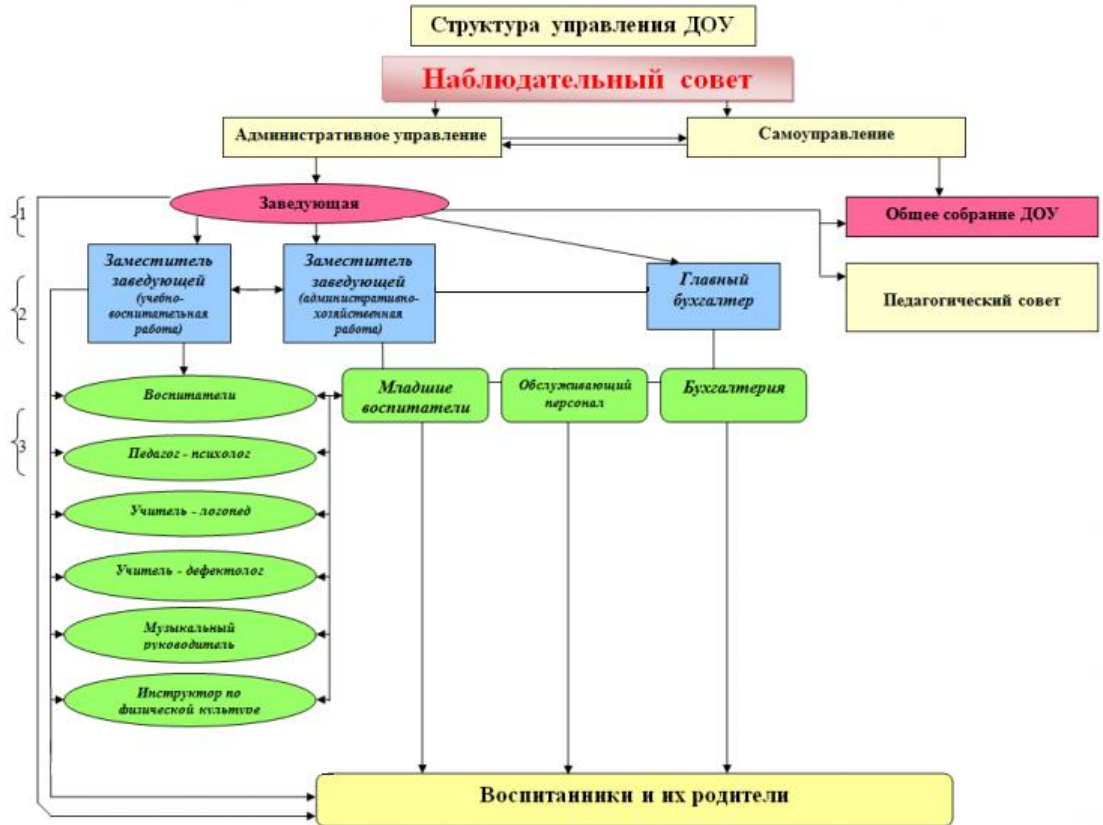 Структура управления ДОУ
Наблюдательный совет
Административное управление
Самоуправление
1
Заведующая
Общее собрание ДОУ
2
Заместитель
заведующей
(учебно-
воспитательная
работа)
Заместитель
заведующей
(административно-
хозяйственная
работа)
Главный
бухгалтер
Педагогический совет
3
Воспитатели
Младшие
воспитатели
Обслуживающий
персонал
Бухгалтерия
Педагог - психолог
Учитель - логопед
Учитель - дефектолог
Музыкальный
руководитель
Инструктор по
физической культуре
Воспитанники и их родители